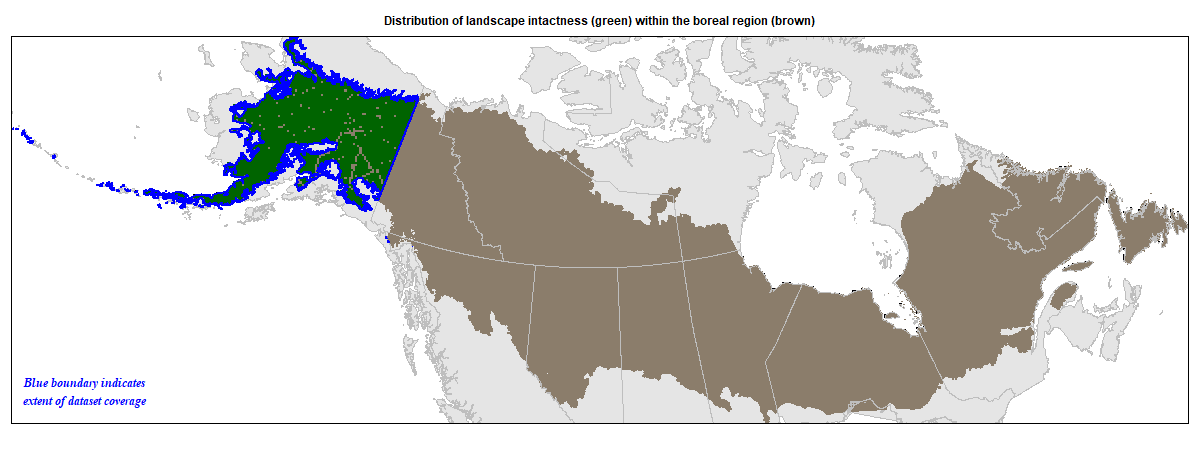 Distribution of landscape intactness (green) within the boreal region (brown)
Blue boundary indicates
extent of dataset coverage